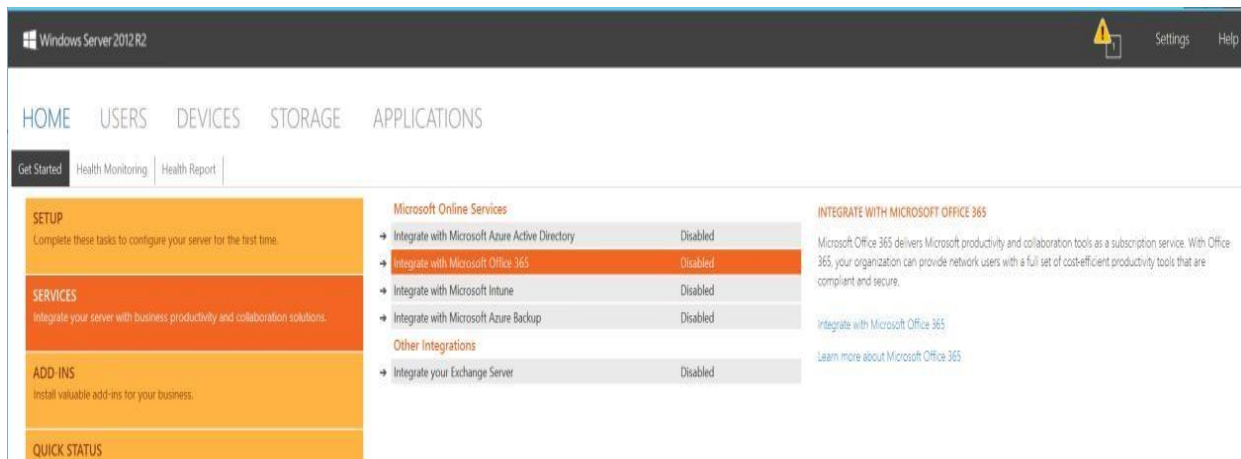 Windows Server 2012 R2
1
Settings
Help
HOME
USERS
DEVICES
STORAGE
APPLICATIONS
Get Started
Health Monitoring
Health Report
SETUP
Complete these tasks to configure your server for the first time.
SERVICES
Integrate your server with business productivity and collaboration solutions.
ADD-INS
Install valuable add-ins for your business.
QUICK STATUS
Microsoft Online Services
Integrate with Microsoft Azure Active Directory Disabled
Integrate with Microsoft Office 365 Disabled
Integrate with Microsoft Intune Disabled
Integrate with Microsoft Azure Backup Disabled
Other Integrations
Integrate your Exchange Server Disabled
INTEGRATE WITH MICROSOFT OFFICE 365
Microsoft Office 365 delivers Microsoft productivity and collaboration tools as a subscription service. With Office
365, your organization can provide network users with a full set of cost-efficient productivity tools that are
compliant and secure.
Integrate with Microsoft Office 365
Learn more about Microsoft Office 365